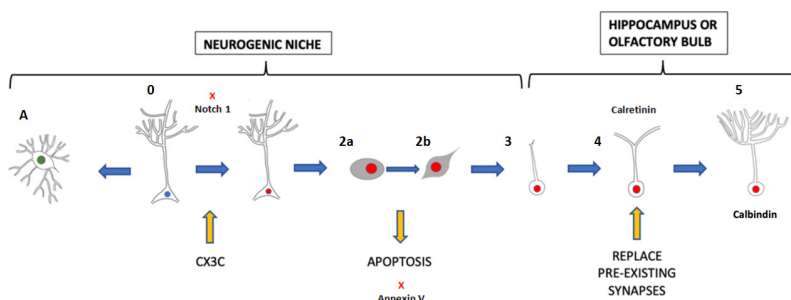 NEUROGENIC NICHE
HIPPOCAMPUS OR
OLFACTORY BULB
0
X
Notch 1
A
2a
2b
3
4
Calretinin
5
CX3C
APOPTOSIS
X
Annexin V
REPLACE
PRE-EXISTING
SYNAPSES
Calbindin